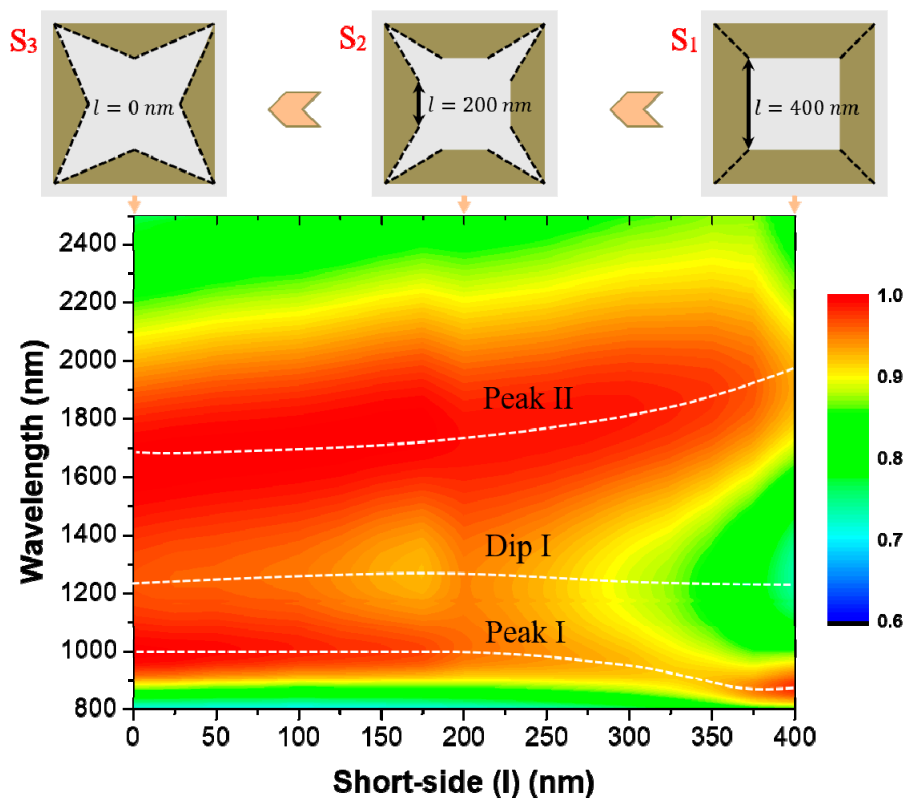 S3 S2 S1
l = 0 nm l = 200 nm l = 400 nm
2400
2200
2000
1800
1600
1400
1200
1000
800
Wavelength (nm)
Peak II
Dip I
Peak I
1.0
0.9
0.8
0.7
0.6
0 50 100 150 200 250 300 350 400
Short-side (l) (nm)